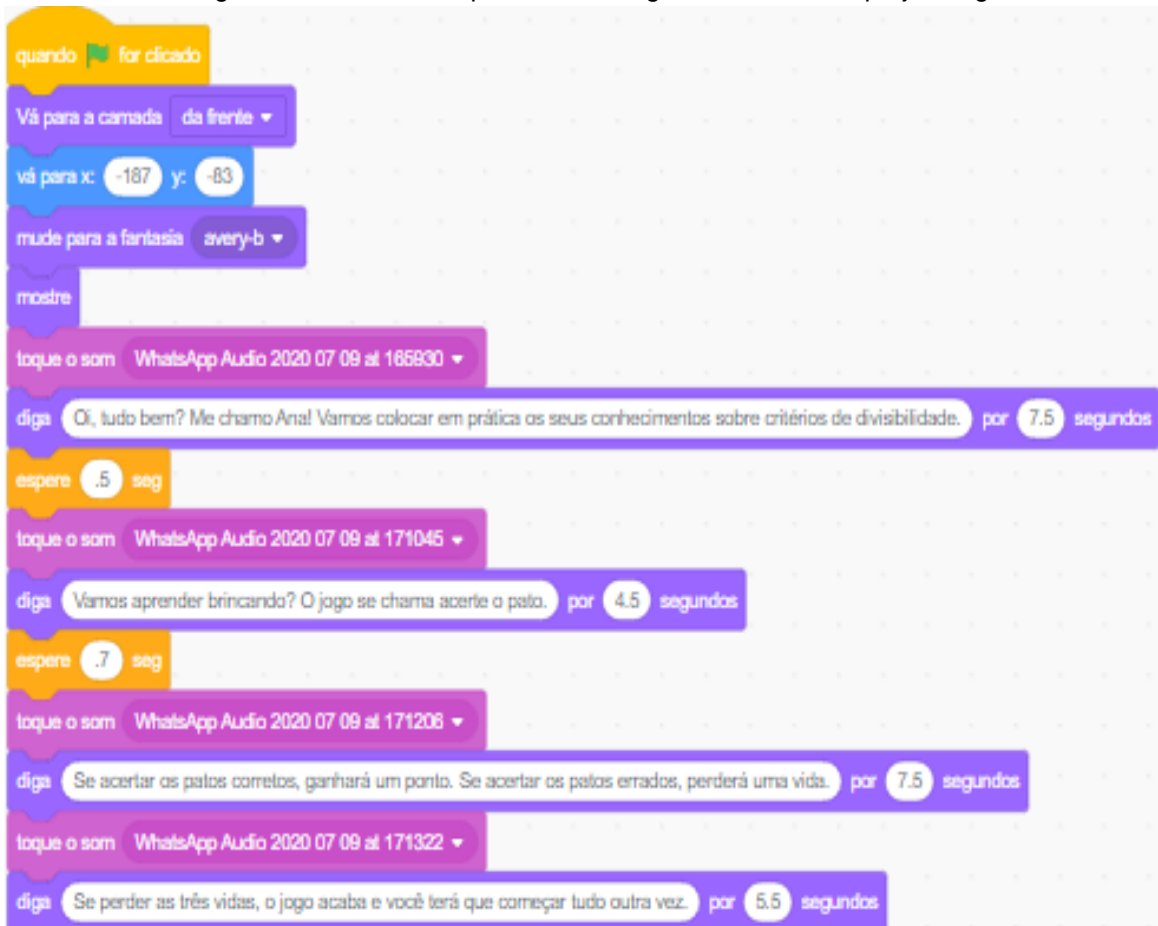 quando for clicado
Vá para a camada da frente
vá para x: -187 y: -83
mude para a fantasia avery-b
mostre
toque o som WhatsApp Audio 2020 07 09 at 165930
diga Oi, tudo bem? Me chamo Ana! Vamos colocar em prática os seus conhecimentos sobre critérios de divisibilidade. por 7.5 segundos
espere .5 seg
toque o som WhatsApp Audio 2020 07 09 at 171045
diga Vamos aprender brincando? O jogo se chama acerte o pato. por 4.5 segundos
espere .7 seg
toque o som WhatsApp Audio 2020 07 09 at 171206
diga Se acertar os patos corretos, ganhará um ponto. Se acertar os patos errados, perderá uma vida. por 7.5 segundos
toque o som WhatsApp Audio 2020 07 09 at 171322
diga Se perder as três vidas, o jogo acaba e você terá que começar tudo outra vez. por 5.5 segundos